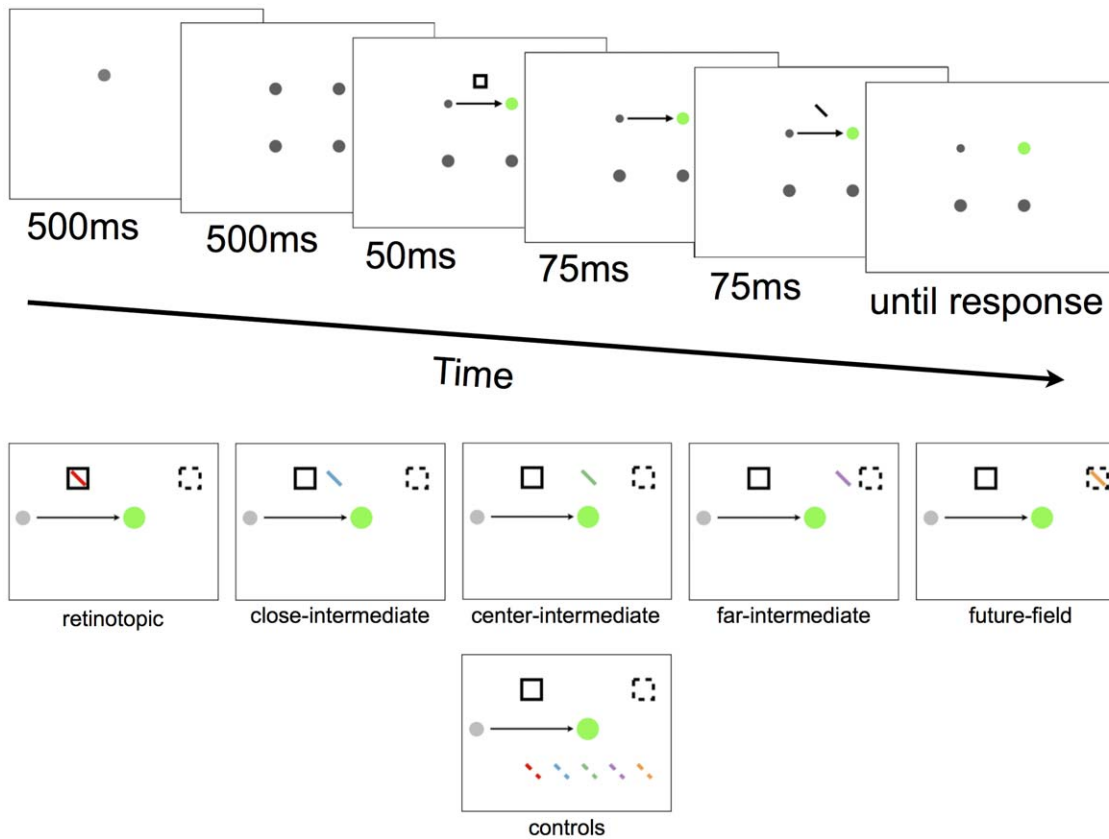 500ms
500ms
50ms
75ms
75ms
until response
Time
retinotopic
close-intermediate
center-intermediate
far-intermediate
future-field
controls